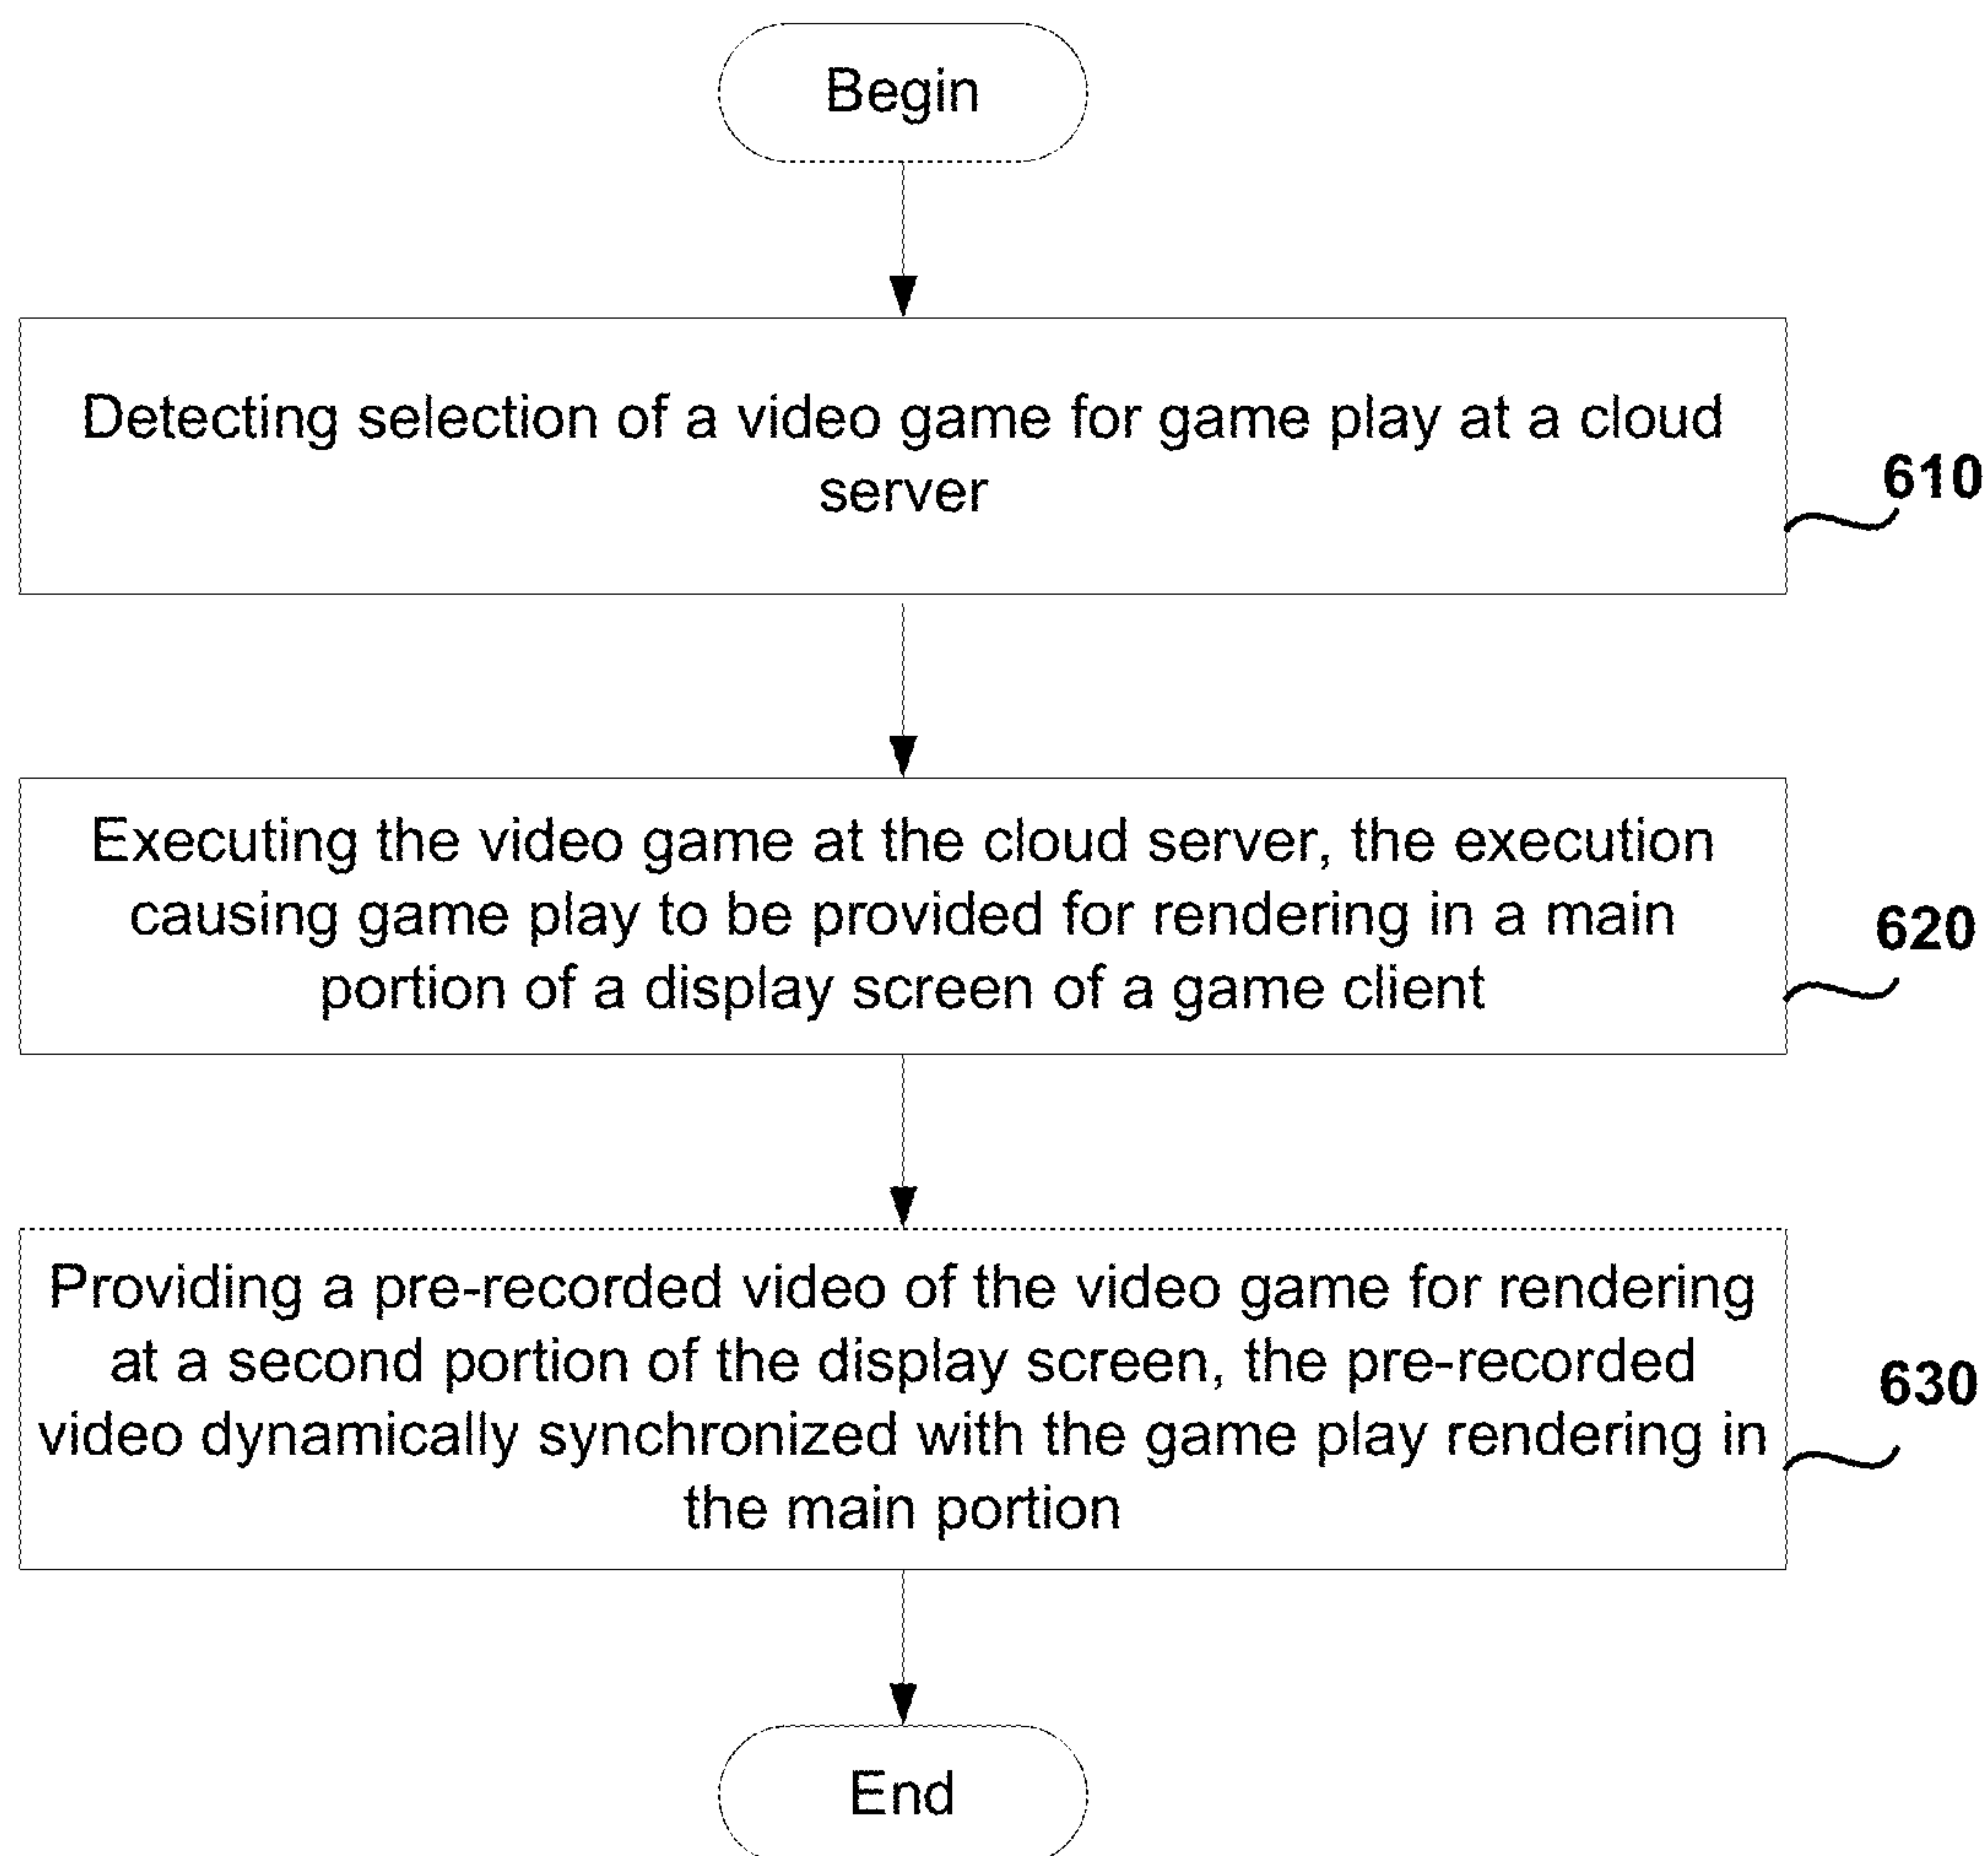 Begin
Detecting selection of a video game for game play at a cloud
server
610
Executing the video game at the cloud server, the execution
causing game play to be provided for rendering in a main
portion of a display screen of a game client
620
Providing a pre-recorded video of the video game for rendering
at a second portion of the display screen, the pre-recorded
video dynamically synchronized with the game play rendering in
the main portion
630
End